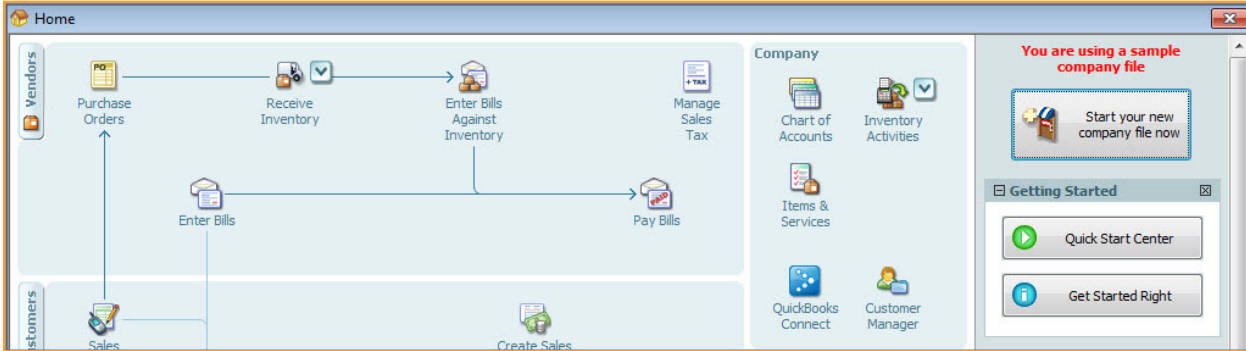 Home
Vendors
PO
Purchase
Orders
Receive
Inventory
Enter Bills
Against
Inventory
+ TAX
Manage
Sales
Tax
Enter Bills
PAID
Pay Bills
stomers
Sales
Create Sales
Company
Chart of
Accounts
Inventory
Activities
Items &
Services
QuickBooks
Connect
Customer
Manager
You are using a sample
company file
Start your new
company file now
Getting Started
Quick Start Center
Get Started Right